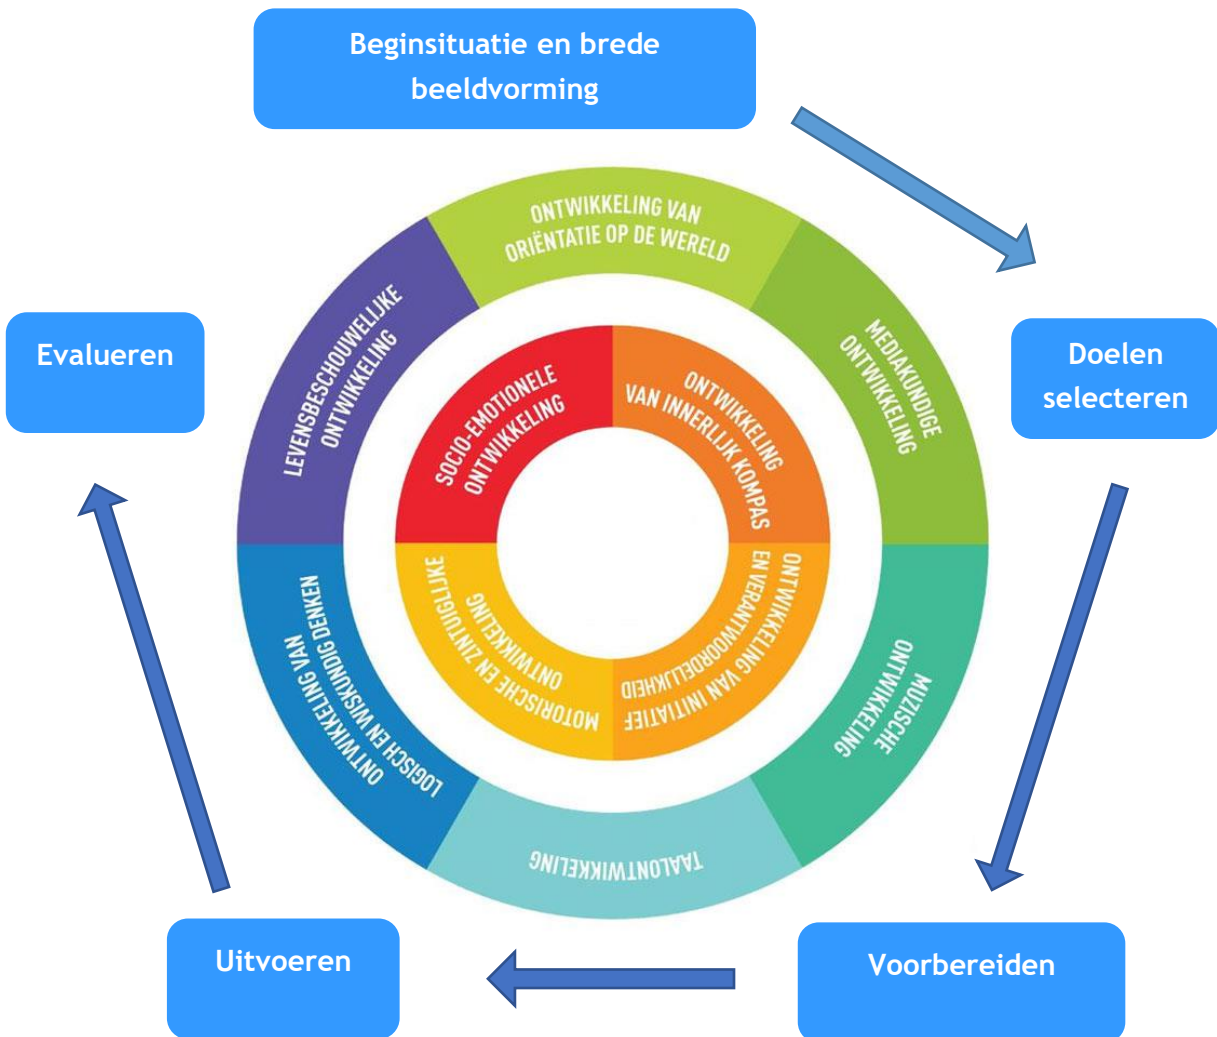 Beginsituatie en brede
beeldvorming
Doelen
selecteren
Voorbereiden
Uitvoeren
Evalueren
ONTWIKKELING VAN
ORIËNTATIE OP DE WERELD
MEDIAKUNDIGE
ONTWIKKELING
MUZISCHE
ONTWIKKELING
TAALONTWIKKELING
ONTWIKKELING VAN
LOGISCH EN WISKUNDIG DENKEN
LEVENSBESCHOUWELIJKE
ONTWIKKELING
SOCIO-EMOTIONELE
ONTWIKKELING
ONTWIKKELING
VAN INNERLIJK KOMPAS
ONTWIKKELING VAN INITIATIEF
EN VERANTWOORDELIJKHEID
MOTORISCHE EN ZINTUIGLIJKE
ONTWIKKELING